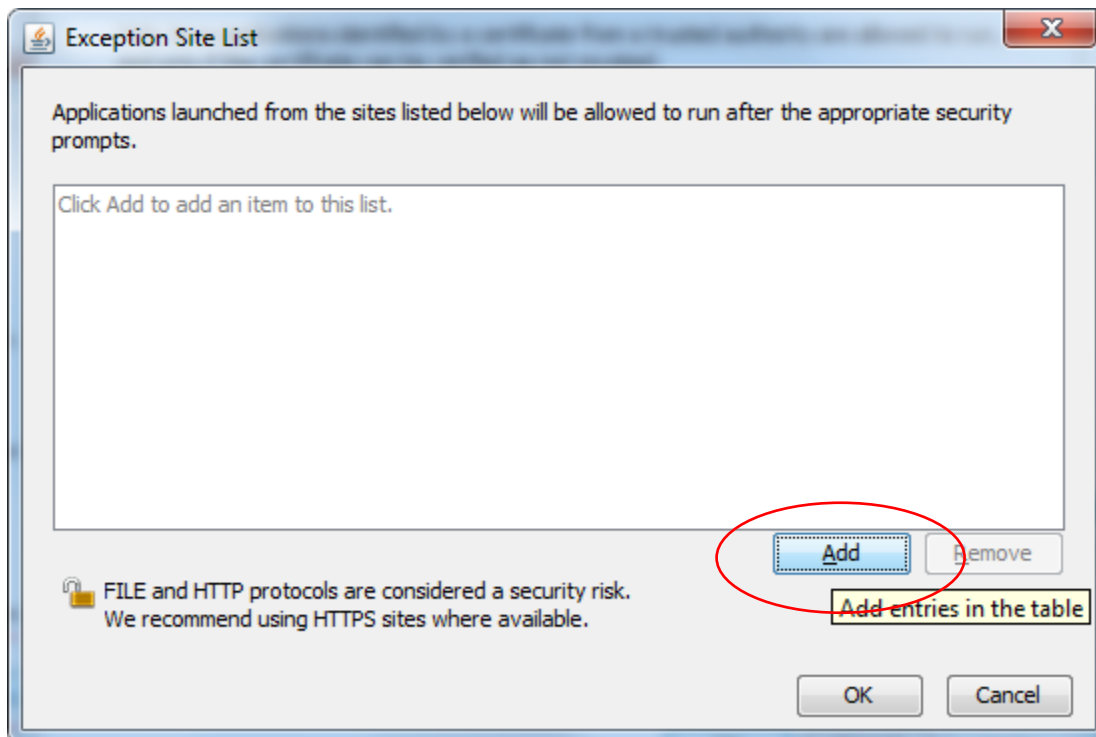 Exception Site List
Applications launched from the sites listed below will be allowed to run after the appropriate security
prompts.
Click Add to add an item to this list.
Add
Remove
FILE and HTTP protocols are considered a security risk.
We recommend using HTTPS sites where available.
Add entries in the table
OK
Cancel